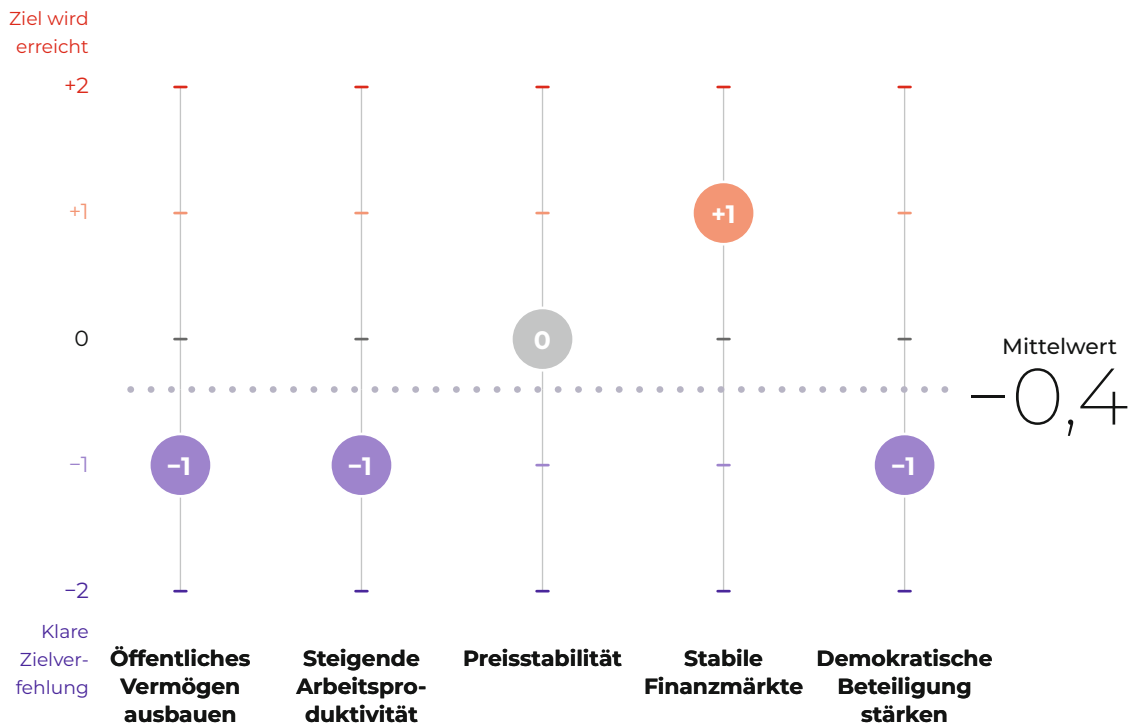 Ziel wird
erreicht
+2
+1
+1
0
0
Mittelwert
−0,4
−1
−1
−1
−1
−2
Klare
Zielver-
fehlung
Öffentliches
Vermögen
ausbauen
Steigende
Arbeitspro-
duktivität
Preisstabilität
Stabile
Finanzmärkte
Demokratische
Beteiligung
stärken